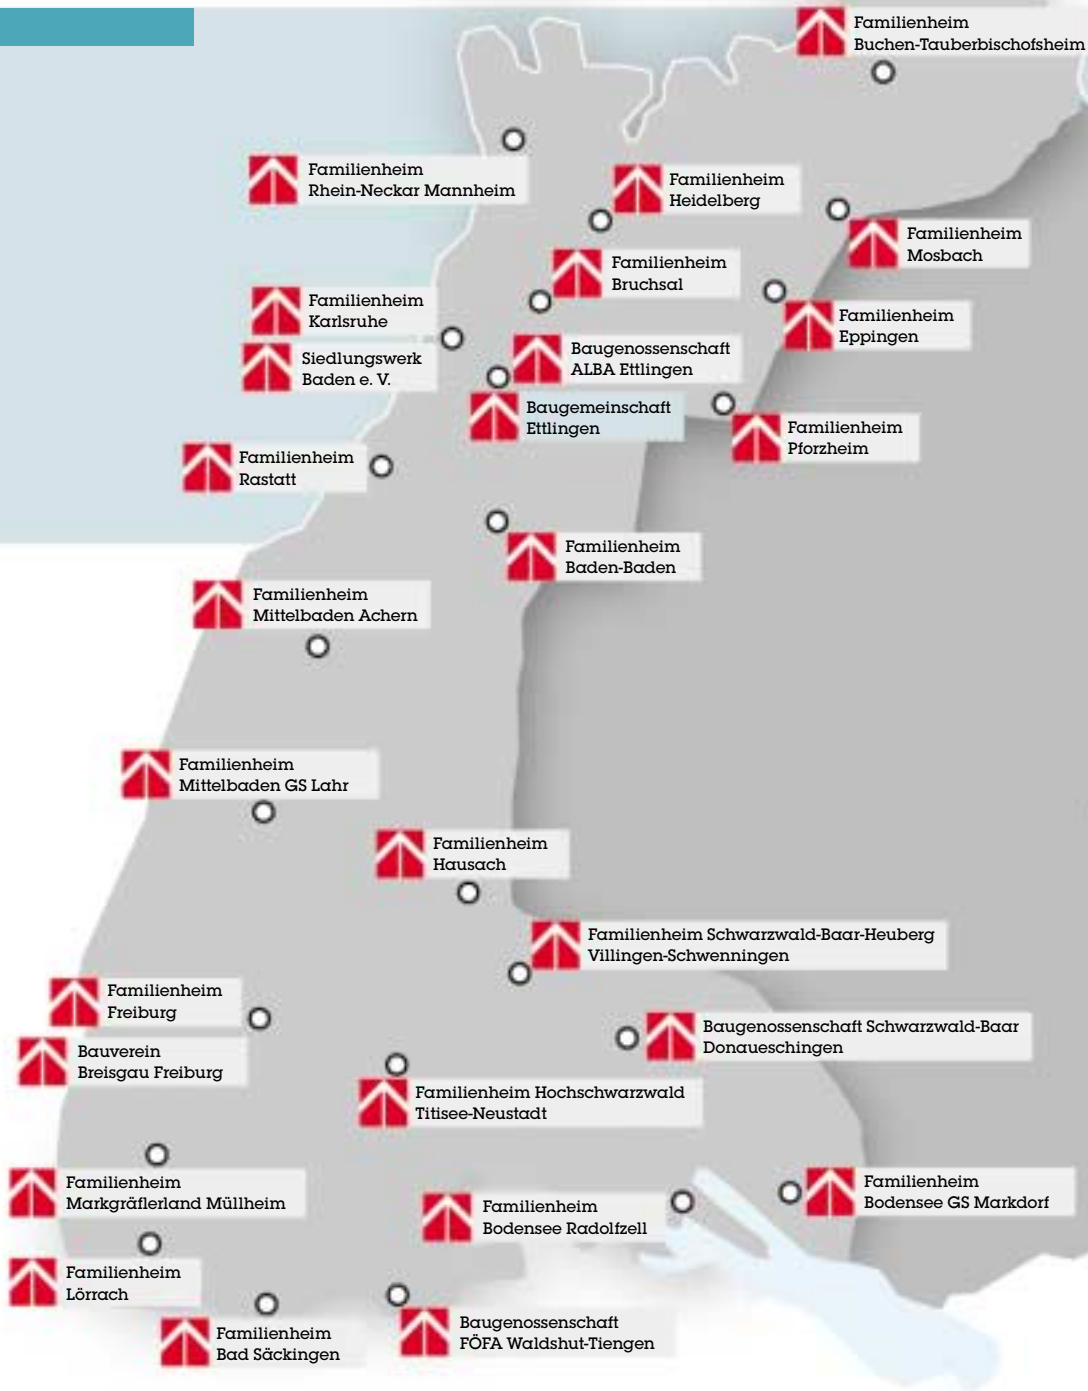 Familienheim
Buchen-Tauberbischofsheim
Familienheim
Rhein-Neckar Mannheim
Familienheim
Heidelberg
Familienheim
Mosbach
Familienheim
Bruchsal
Familienheim
Karlsruhe
Familienheim
Eppingen
Siedlungswerk
Baden e. V.
Baugenossenschaft
ALBA Ettlingen
Baugemeinschaft
Ettlingen
Familienheim
Pforzheim
Familienheim
Rastatt
Familienheim
Baden-Baden
Familienheim
Mittelbaden Achern
Familienheim
Mittelbaden GS Lahr
Familienheim
Hausach
Familienheim Schwarzwald-Baar-Heuberg
Villingen-Schwenningen
Familienheim
Freiburg
Baugenossenschaft Schwarzwald-Baar
Donaueschingen
Bauverein
Breisgau Freiburg
Familienheim Hochschwarzwald
Titisee-Neustadt
Familienheim
Markgräflerland Müllheim
Familienheim
Bodensee GS Markdorf
Familienheim
Bodensee Radolfzell
Familienheim
Lörrach
Familienheim
Bad Säckingen
Baugenossenschaft
FÖFA Waldshut-Tiengen